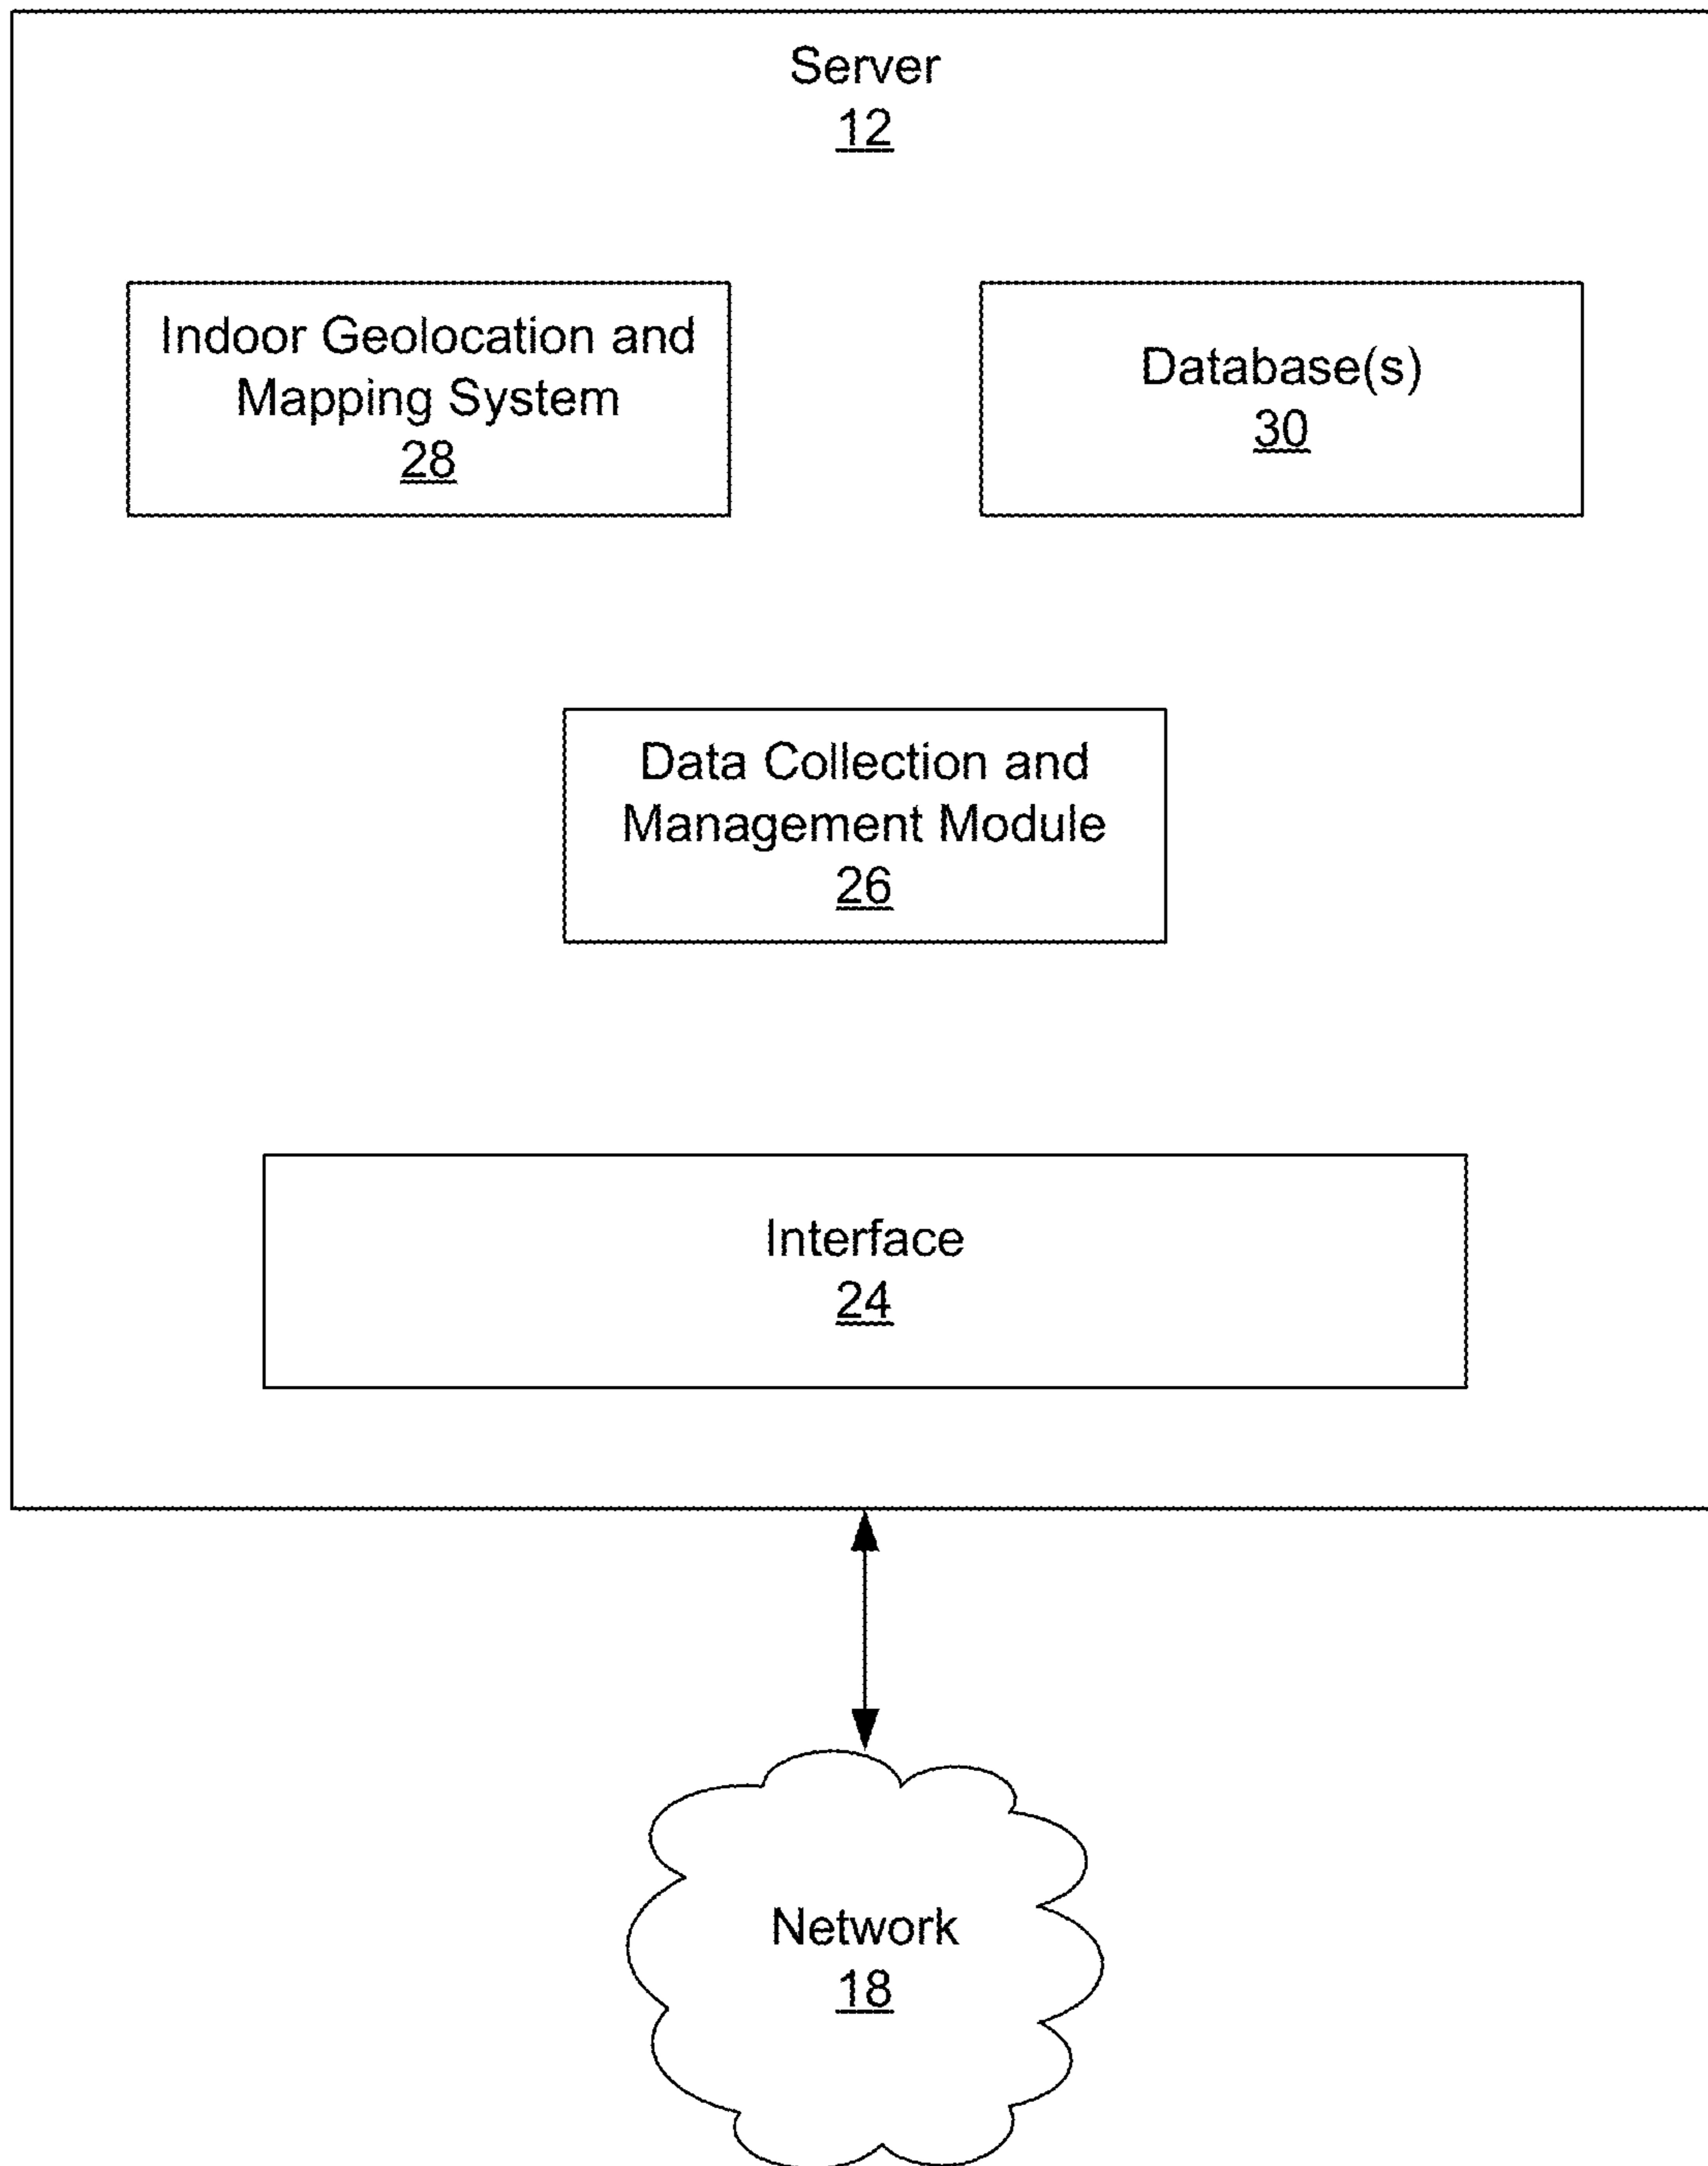 Server
12
Indoor Geolocation and
Mapping System
28
Database(s)
30
Data Collection and
Management Module
26
Interface
24
Network
18